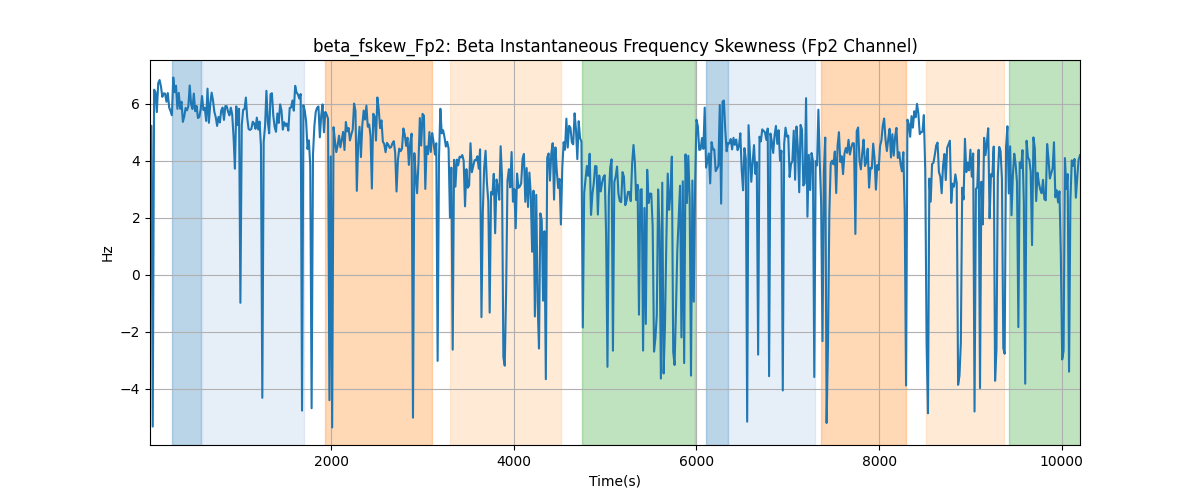 beta_fskew_Fp2: Beta Instantaneous Frequency Skewness (Fp2 Channel)
6
4
2
0
−2
−4
Hz
2000 4000 6000 8000 10000
Time(s)